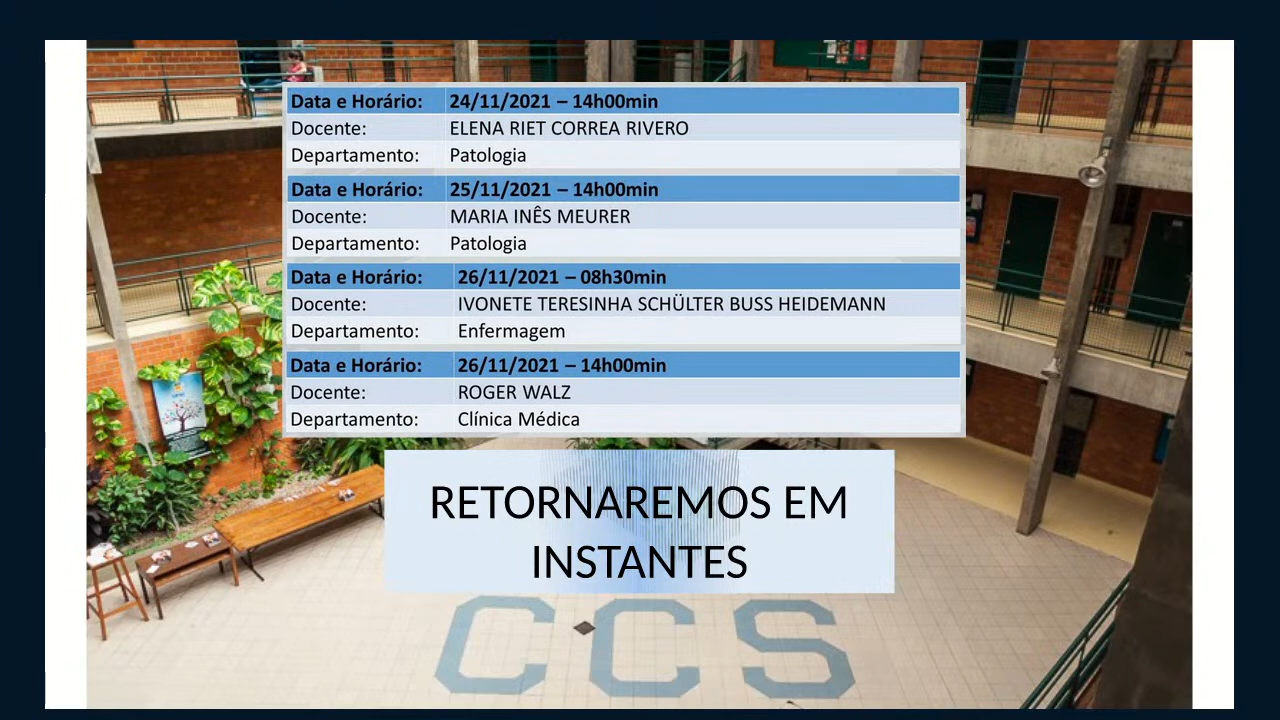 Data e Horário: 24/11/2021 – 14h00min
Docente: ELENA RIET CORREA RIVERO
Departamento: Patologia
Data e Horário: 25/11/2021 – 14h00min
Docente: MARIA INÊS MEURER
Departamento: Patologia
Data e Horário: 26/11/2021 – 08h30min
Docente: IVONETE TERESINHA SCHÜLTER BUSS HEIDEMANN
Departamento: Enfermagem
Data e Horário: 26/11/2021 – 14h00min
Docente: ROGER WALZ
Departamento: Clínica Médica
RETORNAREMOS EM
INSTANTES
CCS